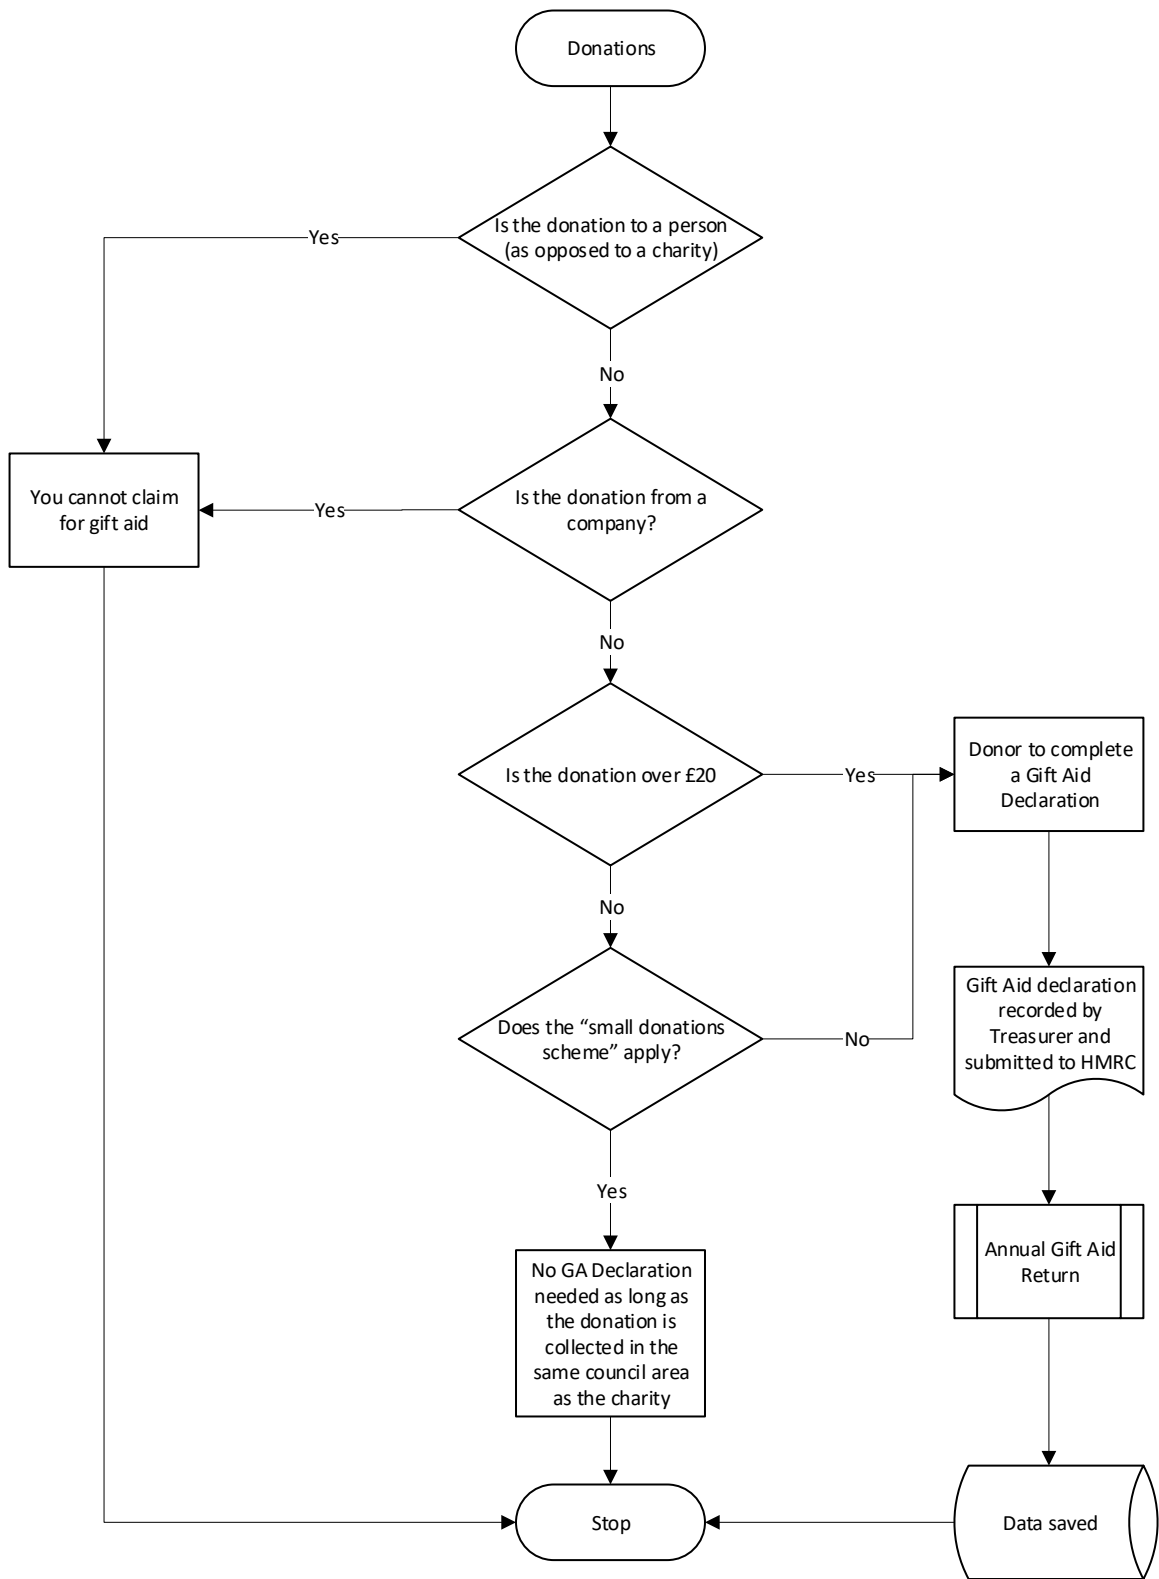 Donations
Is the donation to a person
(as opposed to a charity)
Yes
No
You cannot claim
for gift aid
Yes
Is the donation from a
company?
No
Is the donation over £20
Yes
Donor to complete
a Gift Aid
Declaration
No
Does the “small donations
scheme” apply?
No
Gift Aid declaration
recorded by
Treasurer and
submitted to HMRC
Yes
No GA Declaration
needed as long as
the donation is
collected in the
same council area
as the charity
Annual Gift Aid
Return
Stop
Data saved